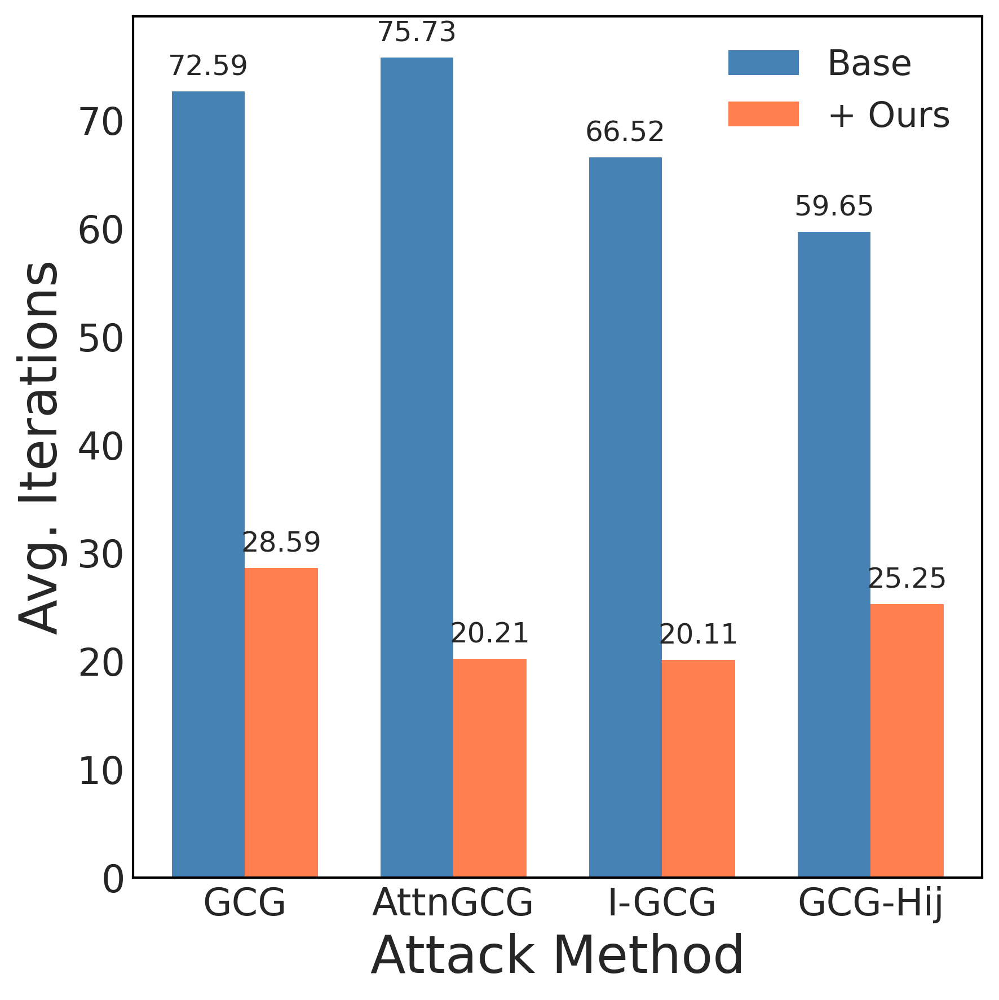 75.73
72.59
Base
+ Ours
66.52
59.65
28.59
25.25
20.21
20.11
Avg. Iterations
70
60
50
40
30
20
10
0
GCG
AttnGCG
I-GCG
GCG-Hij
Attack Method